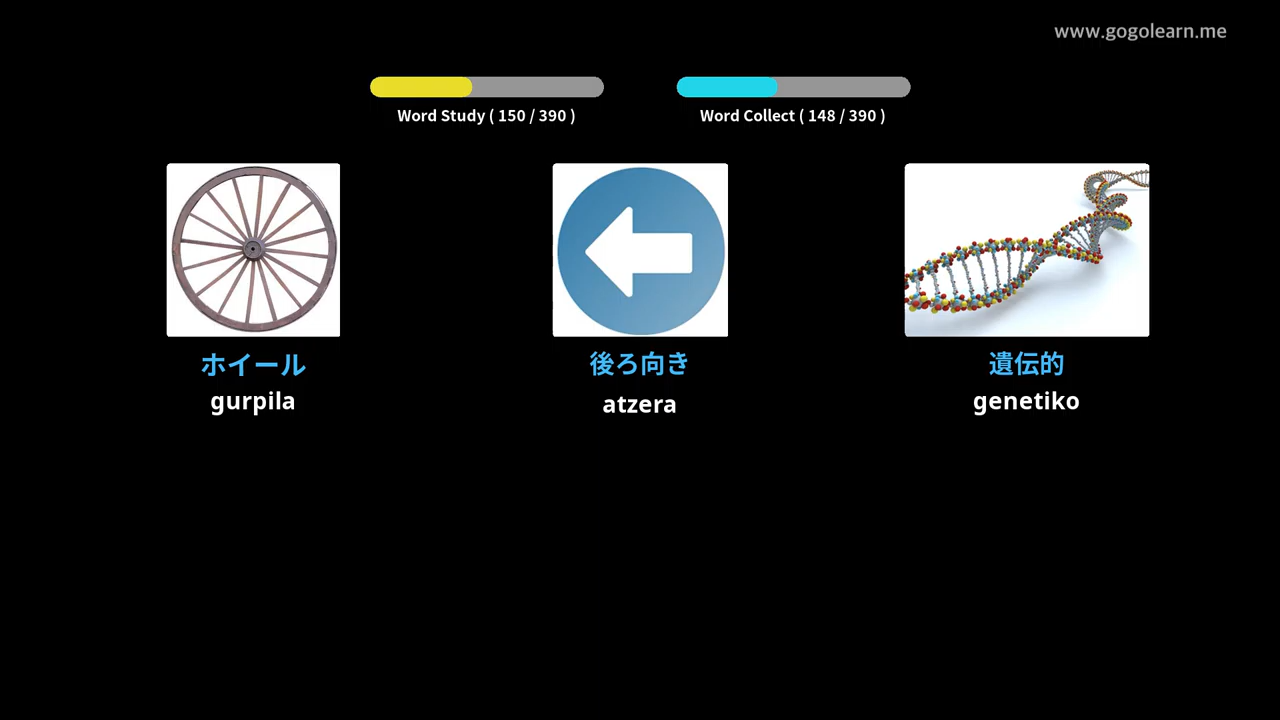 www.gogolearn.me
Word Study ( 150 / 390 )
Word Collect ( 148 / 390 )
ホイール
gurpila
後ろ向き
atzera
遺伝的
genetiko